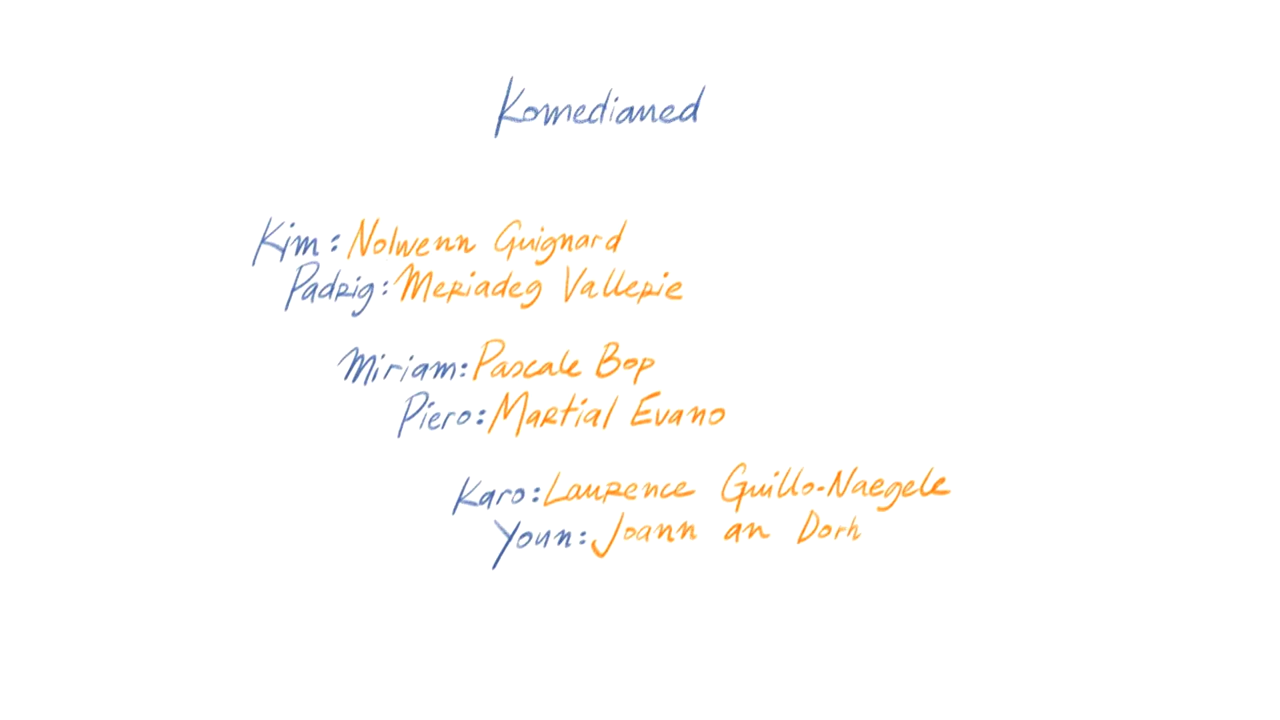 Komedianed
Kim: Nolwenn Guignard
Padrig: Meriadeg Vallerie
Miriam: Pascale Bop
Piero: Martial Evano
Karo: Laurence Guillo-Naegele
Youn: Joann an Dorh